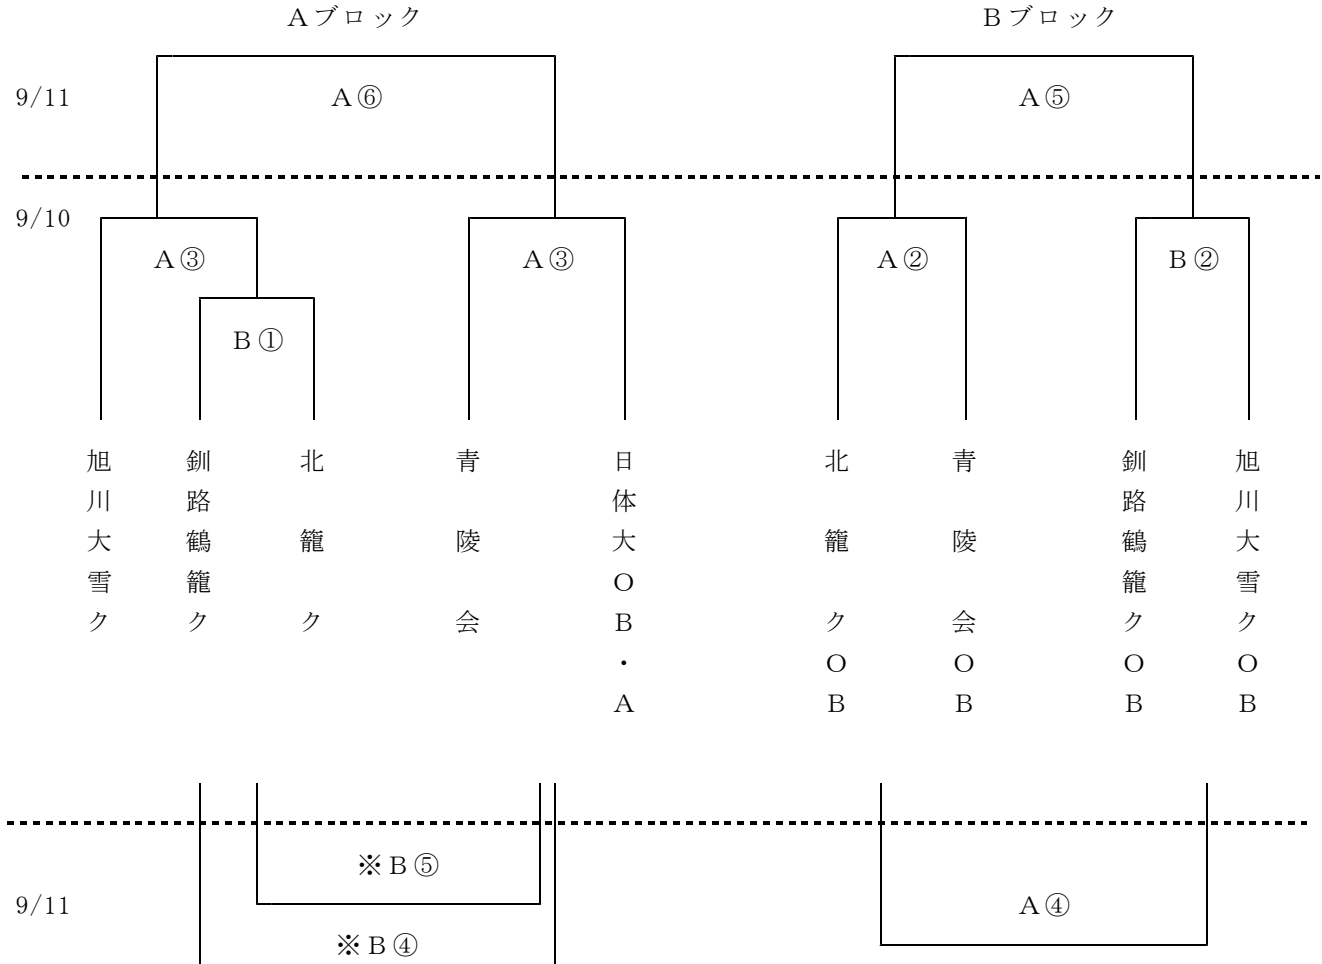 Aブロック
Bブロック
9/11
A⑥
A⑤
9/10
A③
A③
A②
B②
B①
旭川大雪ク
釧路鶴籠ク
北籠ク
青陵会
日体大OB・A
北籠クOB
青陵会OB
釧路鶴籠クOB
旭川大雪クOB
※B⑤
9/11
A④
※B④